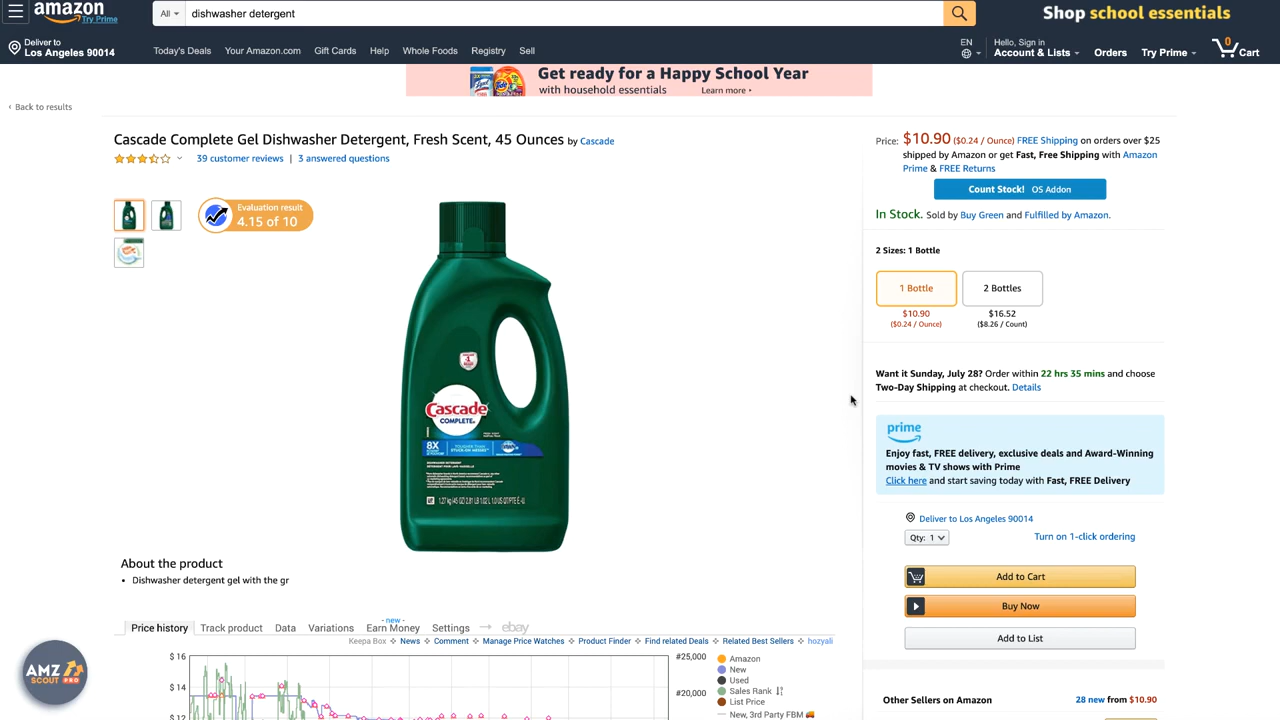 amazon
Try Prime
All
dishwasher detergent
Shop school essentials
Deliver to
Los Angeles 90014
Today's Deals
Your Amazon.com
Gift Cards
Help
Whole Foods
Registry
Sell
EN
Hello, Sign in
Account & Lists
Orders
Try Prime
0
Cart
Get ready for a Happy School Year
with household essentials
Learn more
‹ Back to results
Cascade Complete Gel Dishwasher Detergent, Fresh Scent, 45 Ounces by Cascade
39 customer reviews | 3 answered questions
Evaluation result
4.15 of 10
Cascade
COMPLETE
8X
About the product
• Dishwasher detergent gel with the gr
Price: $10.90 ($0.24 / Ounce) FREE Shipping on orders over $25
shipped by Amazon or get Fast, Free Shipping with Amazon
Prime & FREE Returns
Count Stock! OS Addon
In Stock. Sold by Buy Green and Fulfilled by Amazon.
2 Sizes: 1 Bottle
1 Bottle
2 Bottles
$10.90
$16.52
($0.24 / Ounce)
($8.26 / Count)
Want it Sunday, July 28? Order within 22 hrs 35 mins and choose
Two-Day Shipping at checkout. Details
prime
Enjoy fast, FREE delivery, exclusive deals and Award-Winning
movies & TV shows with Prime
Click here and start saving today with Fast, FREE Delivery
Deliver to Los Angeles 90014
Qty: 1
Turn on 1-click ordering
Add to Cart
Buy Now
Add to List
Other Sellers on Amazon
28 new from $10.90
- new -
Price history
Track product
Data
Variations
Earn Money
Settings
ebay
Keepa Box
News
Comment
Manage Price Watches
Product Finder
Find related Deals
Related Best Sellers
hozyali
$ 16
$ 14
$ 12
#25,000
#20,000
Amazon
New
Used
Sales Rank
List Price
New, 3rd Party FBM
AMZ
SCOUT PRO